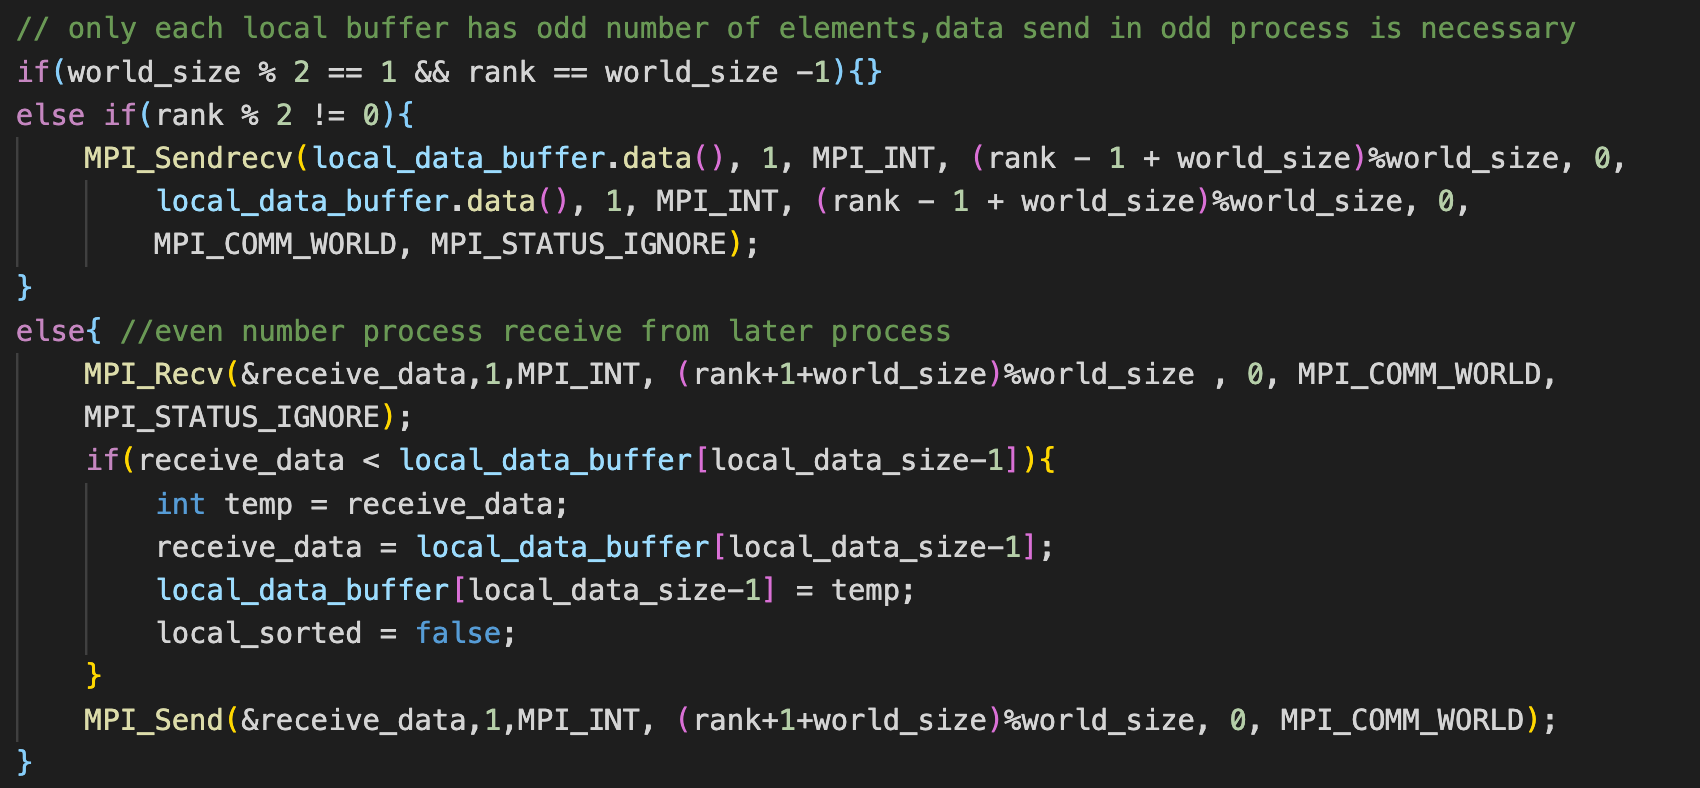 // only each local buffer has odd number of elements,data send in odd process is necessary
if(world_size % 2 == 1 && rank == world_size -1){}
else if(rank % 2 != 0){
    MPI_Sendrecv(local_data_buffer.data(), 1, MPI_INT, (rank - 1 + world_size)%world_size, 0,
        local_data_buffer.data(), 1, MPI_INT, (rank - 1 + world_size)%world_size, 0,
        MPI_COMM_WORLD, MPI_STATUS_IGNORE);
}
else{ //even number process receive from later process
    MPI_Recv(&receive_data,1,MPI_INT, (rank+1+world_size)%world_size , 0, MPI_COMM_WORLD,
    MPI_STATUS_IGNORE);
    if(receive_data < local_data_buffer[local_data_size-1]){
        int temp = receive_data;
        receive_data = local_data_buffer[local_data_size-1];
        local_data_buffer[local_data_size-1] = temp;
        local_sorted = false;
    }
    MPI_Send(&receive_data,1,MPI_INT, (rank+1+world_size)%world_size, 0, MPI_COMM_WORLD);
}